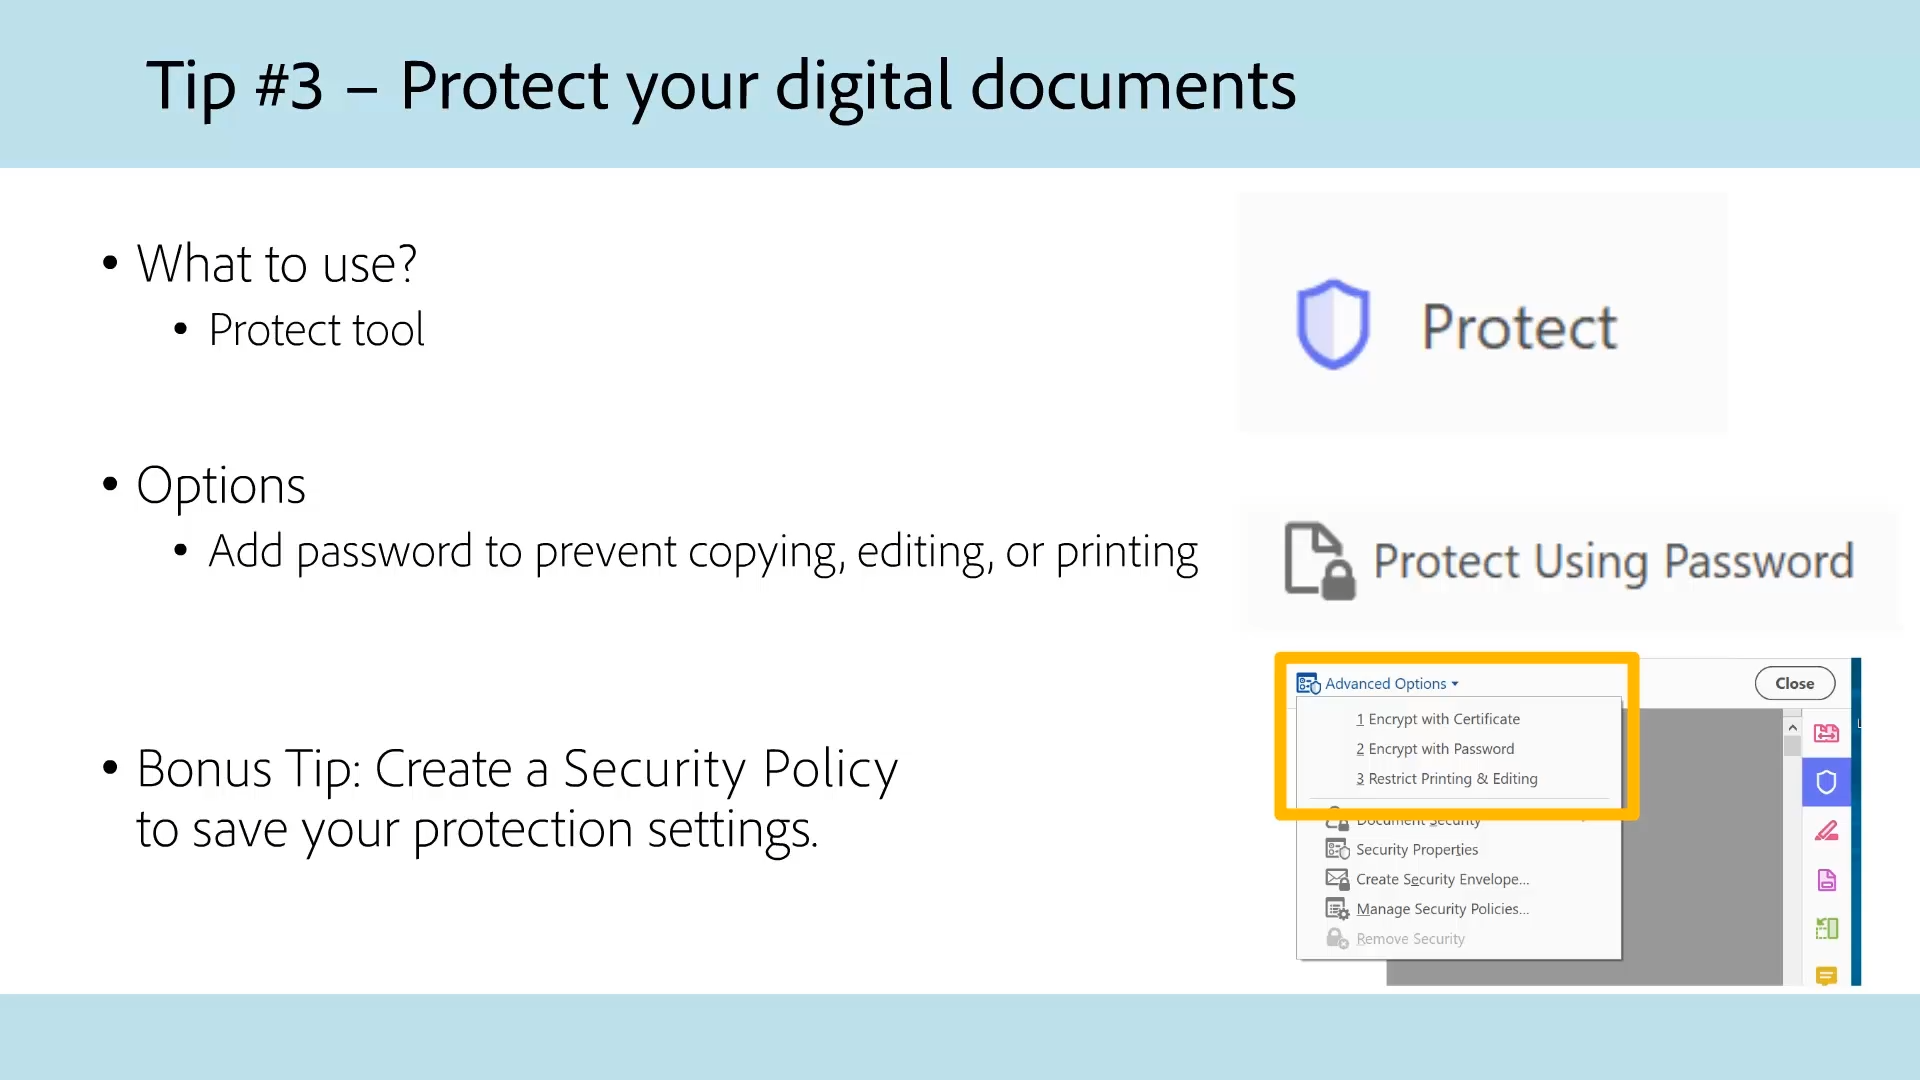 Tip #3 – Protect your digital documents
• What to use?
• Protect tool
Protect
• Options
• Add password to prevent copying, editing, or printing
Protect Using Password
• Bonus Tip: Create a Security Policy
to save your protection settings.
Advanced Options
Close
1 Encrypt with Certificate
2 Encrypt with Password
3 Restrict Printing & Editing
Document Security
Security Properties
Create Security Envelope...
Manage Security Policies...
Remove Security